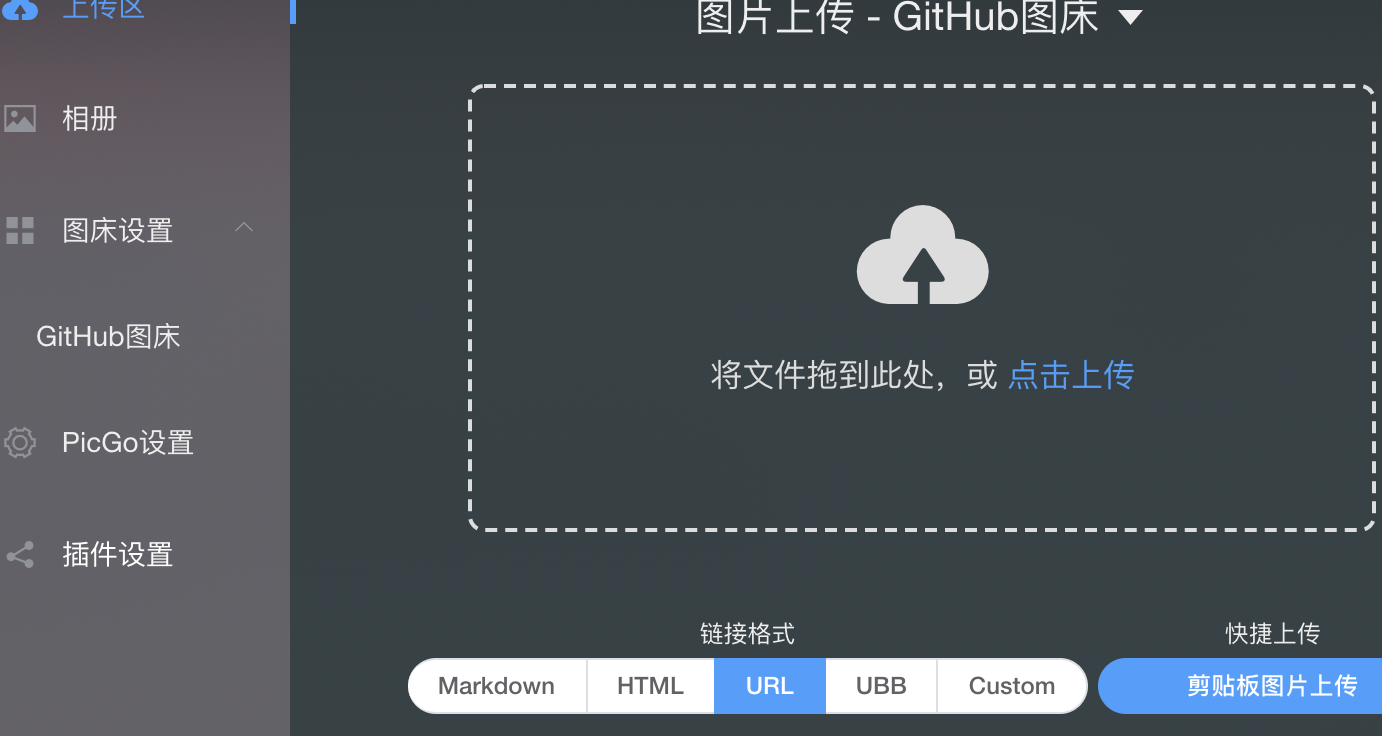 上传区
图片上传 - GitHub图床
相册
图床设置
GitHub图床
PicGo设置
插件设置
将文件拖到此处，或 点击上传
链接格式
快捷上传
Markdown
HTML
URL
UBB
Custom
剪贴板图片上传